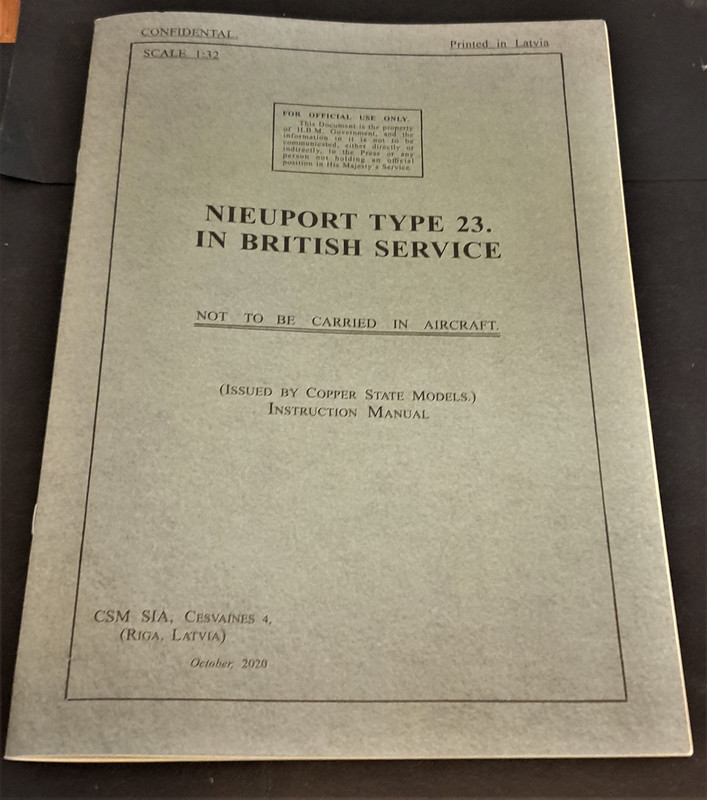 CONFIDENTAL.
Printed in Latvia
SCALE 1:32
FOR OFFICIAL USE ONLY.
This Document is the property
of H.B.M. Government, and the
information in it is not to be
communicated, either directly or
indirectly, to the Press or any
person not holding an official
position in His Majesty's Service.
NIEUPORT TYPE 23.
IN BRITISH SERVICE
NOT TO BE CARRIED IN AIRCRAFT.
(ISSUED BY COPPER STATE MODELS.)
INSTRUCTION MANUAL
CSM SIA, CESVAINES 4,
(RIGA, LATVIA)
October, 2020